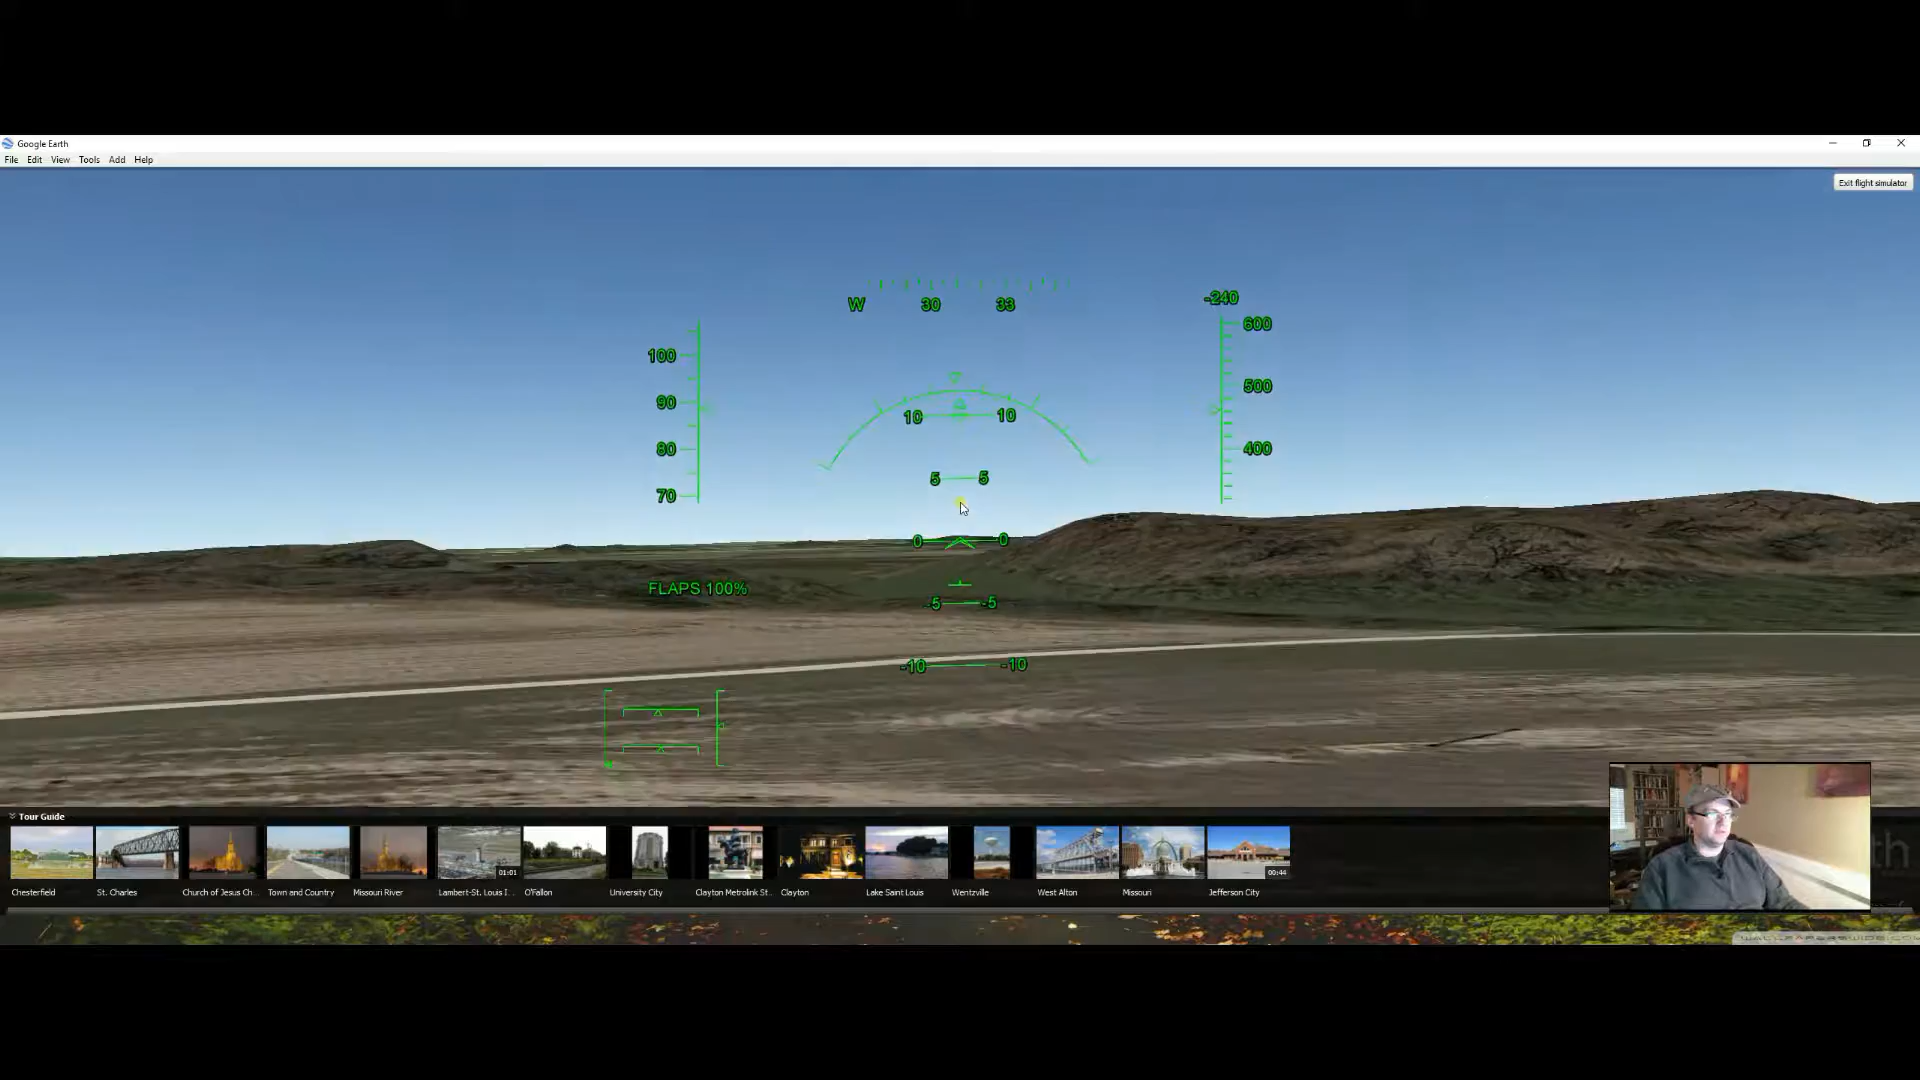 Google Earth
File Edit View Tools Add Help
Exit flight simulator
W 30 33
-240
600
500
400
100
90
80
70
10 10
5 5
0 0
-5 -5
-10 -10
FLAPS 100%
Tour Guide
01:01
00:44
Chesterfield St. Charles Church of Jesus Ch... Town and Country Missouri River Lambert-St. Louis I... O'Fallon University City Clayton Metrolink St... Clayton Lake Saint Louis Wentzville West Alton Missouri Jefferson City